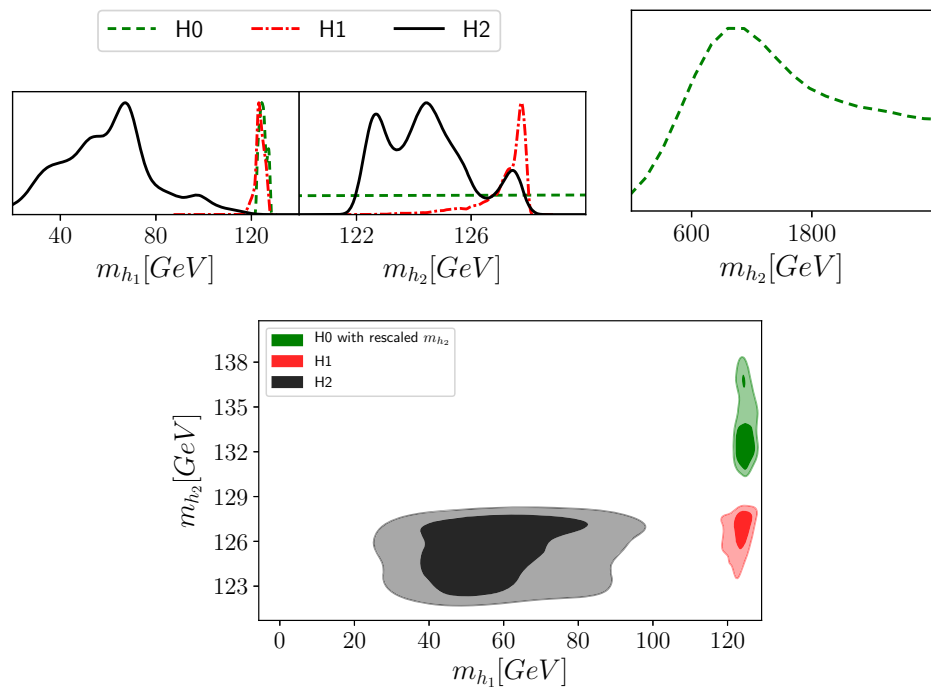 H0 H1 H2
40 80 120
m_{h_1}[GeV]
122 126
m_{h_2}[GeV]
600 1800
m_{h_2}[GeV]
H0 with rescaled m_{h_2}
H1
H2
138
135
132
129
126
123
m_{h_2}[GeV]
0 20 40 60 80 100 120
m_{h_1}[GeV]